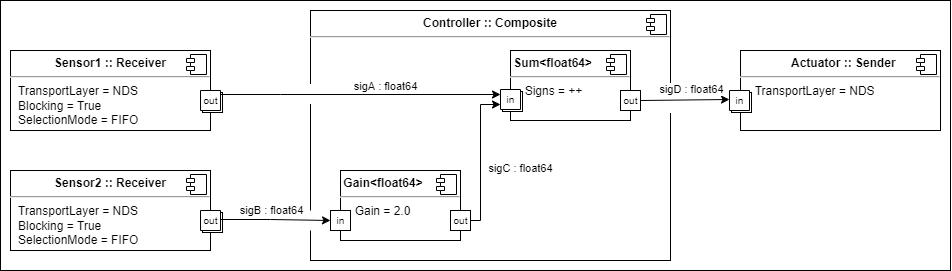 Controller :: Composite
Sensor1 :: Receiver
TransportLayer = NDS
Blocking = True
SelectionMode = FIFO
out
sigA : float64
Sum<float64>
Signs = ++
in
out
sigD : float64
Actuator :: Sender
TransportLayer = NDS
in
Sensor2 :: Receiver
TransportLayer = NDS
Blocking = True
SelectionMode = FIFO
out
sigB : float64
Gain<float64>
Gain = 2.0
in
out
sigC : float64